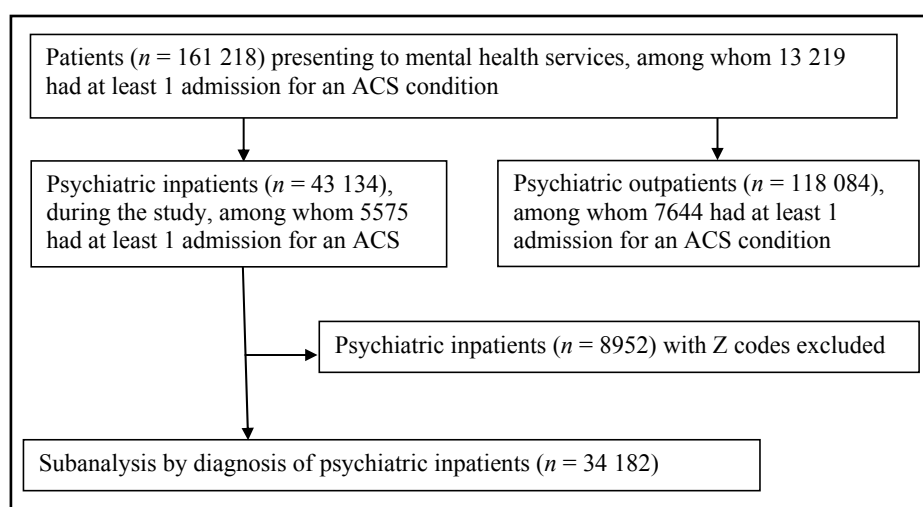 Patients (n = 161 218) presenting to mental health services, among whom 13 219
had at least 1 admission for an ACS condition
Psychiatric inpatients (n = 43 134),
during the study, among whom 5575
had at least 1 admission for an ACS
Psychiatric outpatients (n = 118 084),
among whom 7644 had at least 1
admission for an ACS condition
Psychiatric inpatients (n = 8952) with Z codes excluded
Subanalysis by diagnosis of psychiatric inpatients (n = 34 182)